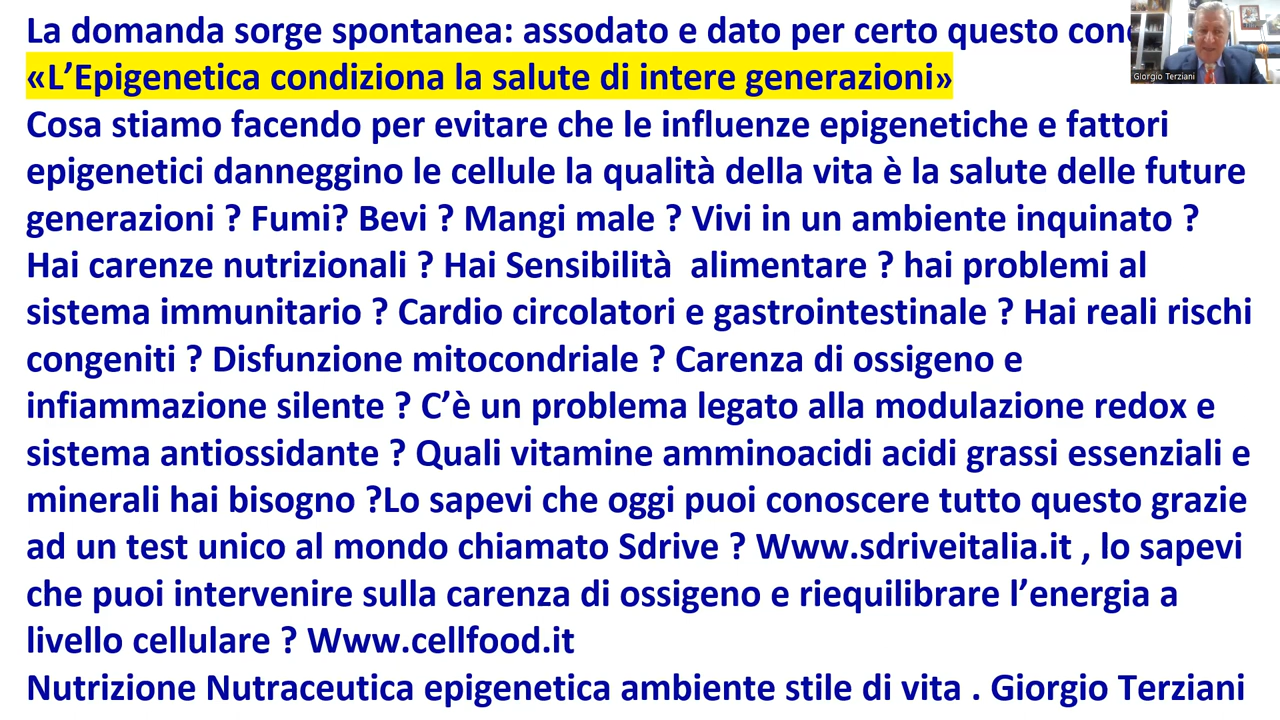 La domanda sorge spontanea: assodato e dato per certo questo
«L’Epigenetica condiziona la salute di intere generazioni»
Cosa stiamo facendo per evitare che le influenze epigenetiche e fattori
epigenetici danneggino le cellule la qualità della vita è la salute delle future
generazioni ? Fumi? Bevi ? Mangi male ? Vivi in un ambiente inquinato ?
Hai carenze nutrizionali ? Hai Sensibilità  alimentare ? hai problemi al
sistema immunitario ? Cardio circolatori e gastrointestinale ? Hai reali rischi
congeniti ? Disfunzione mitocondriale ? Carenza di ossigeno e
infiammazione silente ? C’è un problema legato alla modulazione redox e
sistema antiossidante ? Quali vitamine amminoacidi acidi grassi essenziali e
minerali hai bisogno ?Lo sapevi che oggi puoi conoscere tutto questo grazie
ad un test unico al mondo chiamato Sdrive ? Www.sdriveitalia.it , lo sapevi
che puoi intervenire sulla carenza di ossigeno e riequilibrare l’energia a
livello cellulare ? Www.cellfood.it
Nutrizione Nutraceutica epigenetica ambiente stile di vita . Giorgio Terziani
Giorgio Terziani